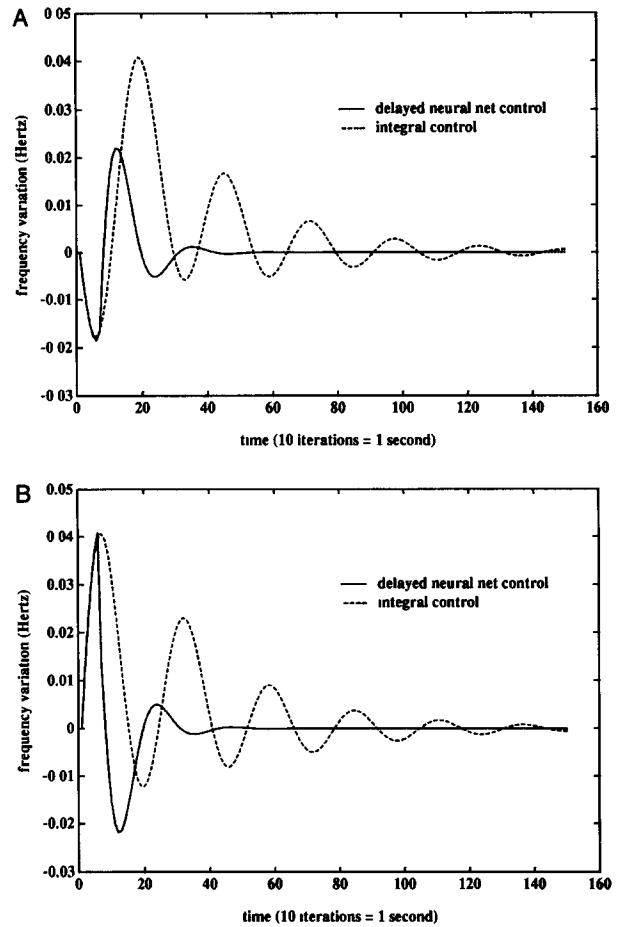 A
0 05
0.04
0.03
0.02
0.01
0
-0 01
-0 02
-0 03
frequency variation (Hertz)
delayed neural net control
integral control
0 20 40 60 80 100 120 140 160
time (10 iterations = 1 second)
B
0 05
0 04
0 03
0 02
0 01
0
-0 01
-0 02
-0.03
frequency variation (Hertz)
delayed neural net control
integral control
0 20 40 60 80 100 120 140 160
time (10 iterations = 1 second)